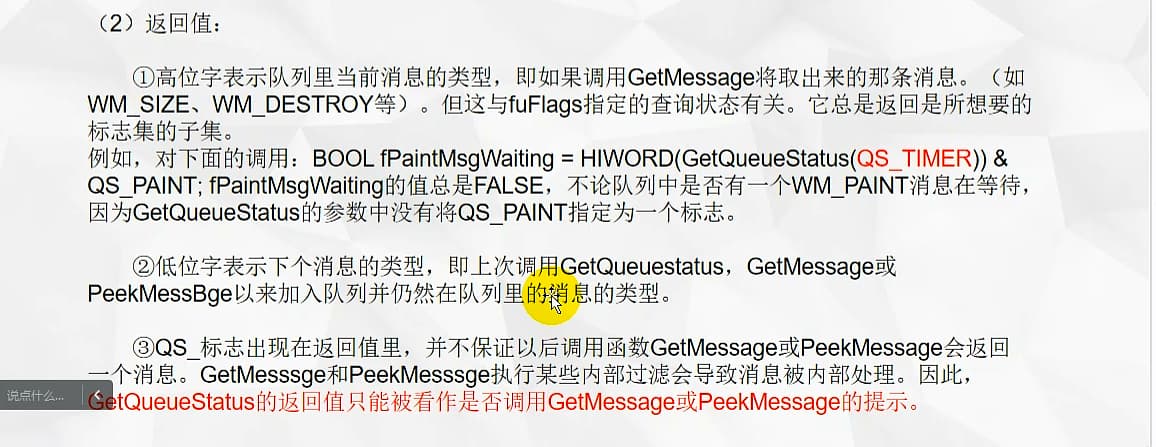 （2）返回值：
①高位字表示队列里当前消息的类型，即如果调用GetMessage将取出来的那条消息。（如
WM_SIZE、WM_DESTROY等）。但这与fuFlags指定的查询状态有关。它总是返回是所想要的
标志集的子集。
例如，对下面的调用：BOOL fPaintMsgWaiting = HIWORD(GetQueueStatus(QS_TIMER)) &
QS_PAINT; fPaintMsgWaiting的值总是FALSE，不论队列中是否有一个WM_PAINT消息在等待，
因为GetQueueStatus的参数中没有将QS_PAINT指定为一个标志。
②低位字表示下个消息的类型，即上次调用GetQueuestatus，GetMessage或
PeekMessBge以来加入队列并仍然在队列里的消息的类型。
③QS_标志出现在返回值里，并不保证以后调用函数GetMessage或PeekMessage会返回
一个消息。GetMesssge和PeekMesssge执行某些内部过滤会导致消息被内部处理。因此，
GetQueueStatus的返回值只能被看作是否调用GetMessage或PeekMessage的提示。
说点什么...